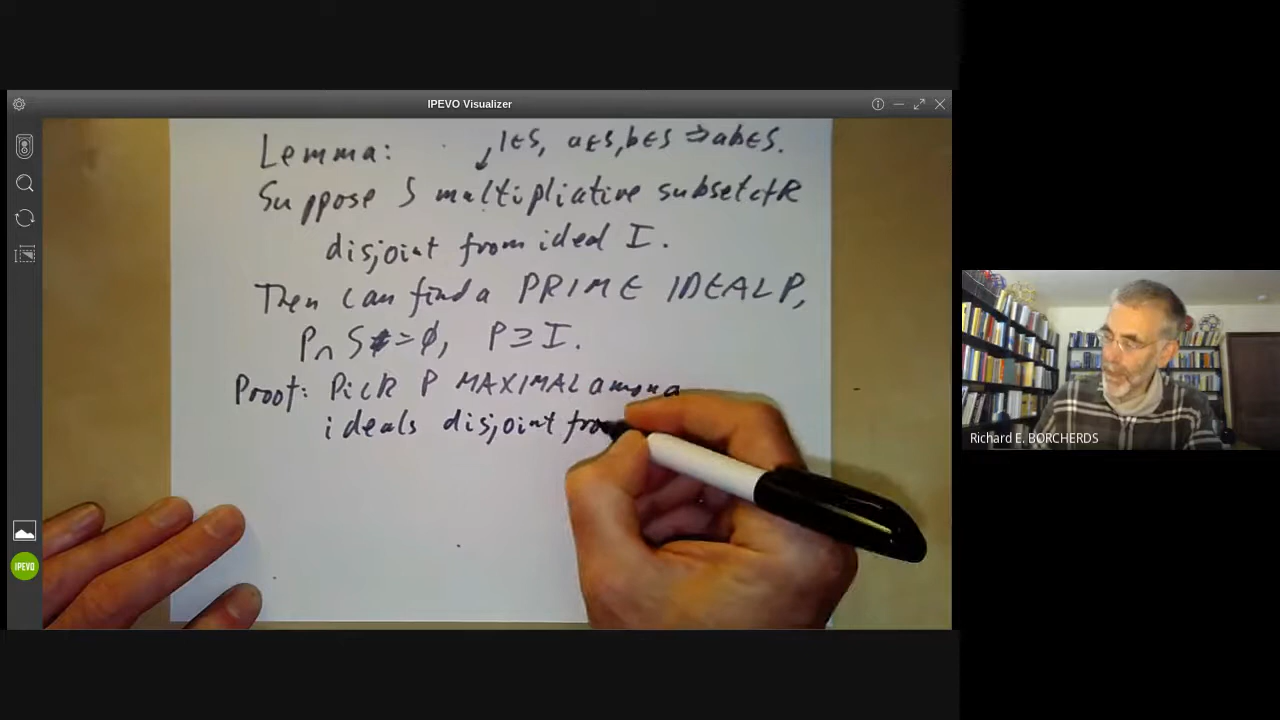 IPEVO Visualizer
1∈S, a∈S, b∈S ⇒ ab∈S.
Lemma:
Suppose S multipliative subset of R
disjoint from ideal I.
Then can find a PRIME IDEAL P,
P∩S=∅, P⊇I.
Proof: Pick P MAXIMAL among
ideals disjoint fro
Richard E. BORCHERDS
IPEVO